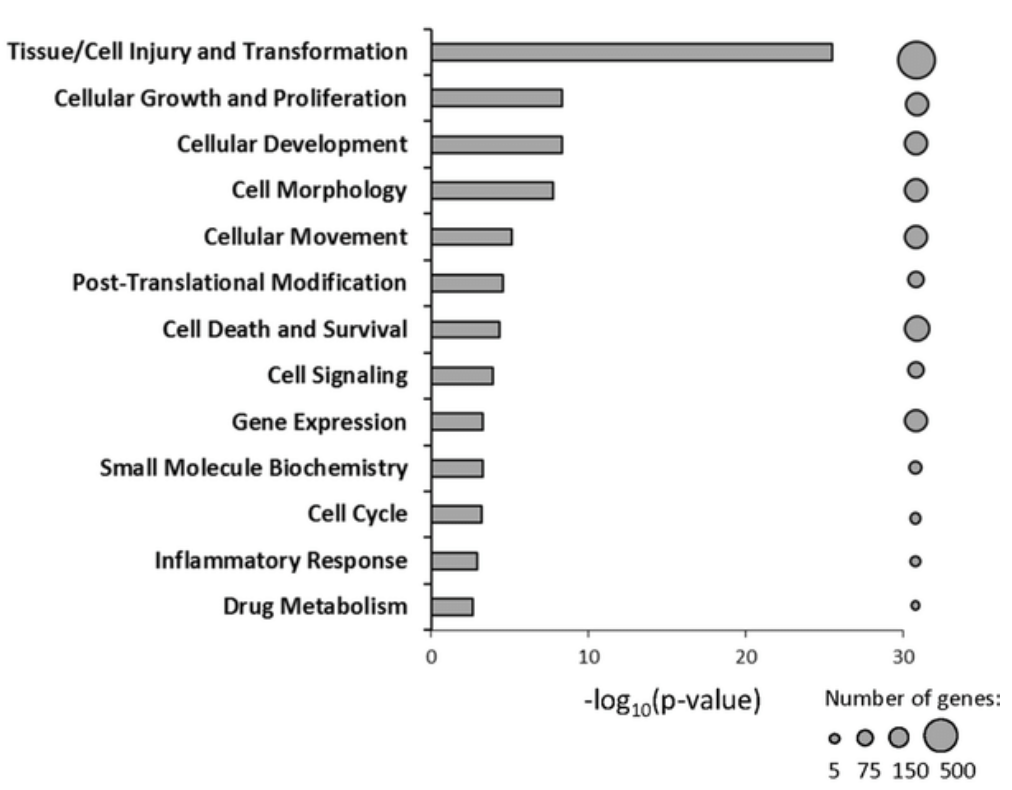 Tissue/Cell Injury and Transformation
Cellular Growth and Proliferation
Cellular Development
Cell Morphology
Cellular Movement
Post-Translational Modification
Cell Death and Survival
Cell Signaling
Gene Expression
Small Molecule Biochemistry
Cell Cycle
Inflammatory Response
Drug Metabolism
0 10 20 30
-log10(p-value)
Number of genes:
5 75 150 500